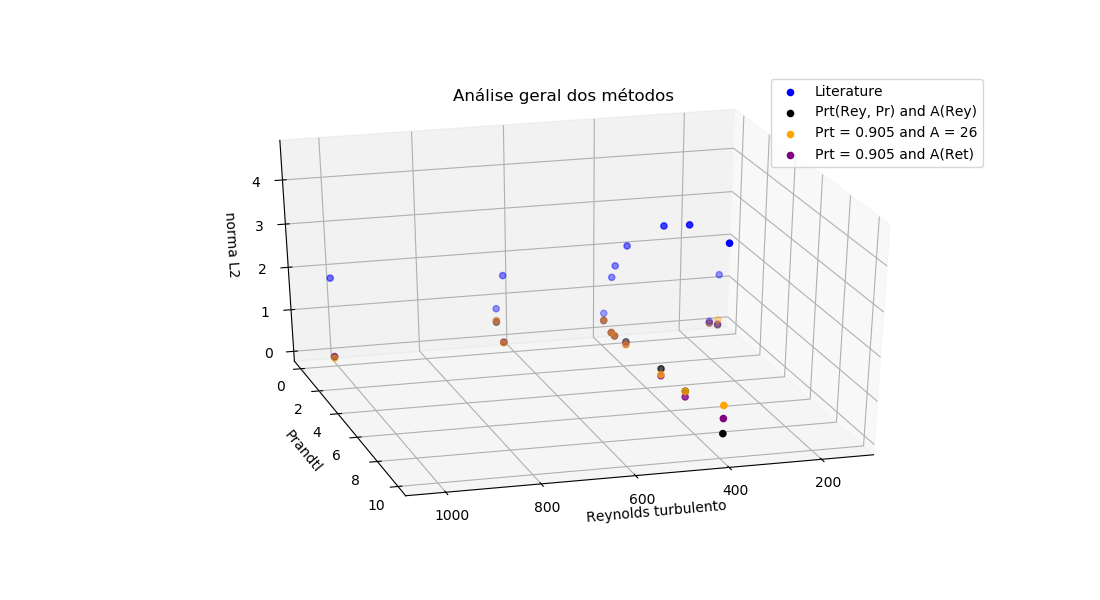 Análise geral dos métodos
Literature
Prt(Rey, Pr) and A(Rey)
Prt = 0.905 and A = 26
Prt = 0.905 and A(Ret)
norma L2
4
3
2
1
0
Prandtl
0
2
4
6
8
10
Reynolds turbulento
1000
800
600
400
200